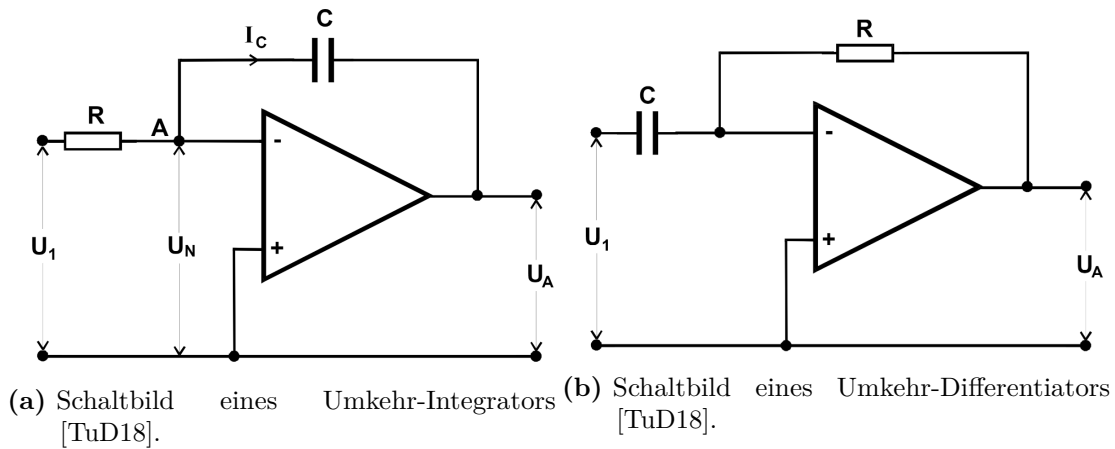 C
I_C
R
A
-
+
U_1
U_N
U_A
R
C
-
+
U_1
U_A
(a) Schaltbild eines Umkehr-Integrators
[TuD18].
(b) Schaltbild eines Umkehr-Differentiators
[TuD18].